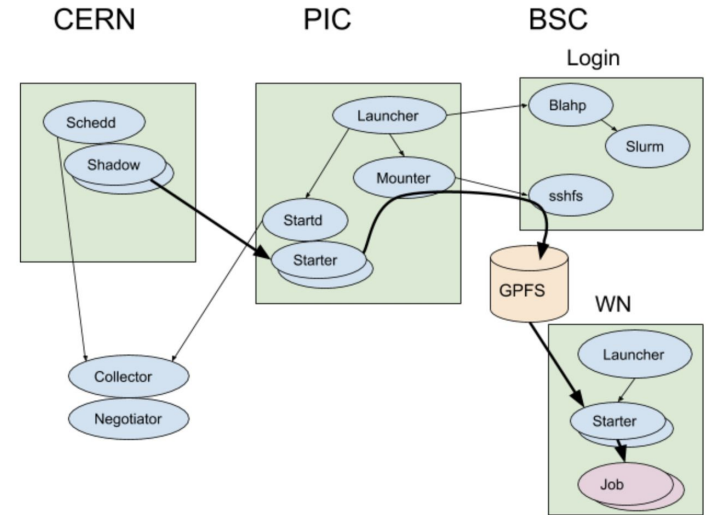 CERN
PIC
BSC
Login
Schedd
Shadow
Launcher
Mounter
Startd
Starter
Blahp
Slurm
sshfs
GPFS
WN
Launcher
Starter
Job
Collector
Negotiator